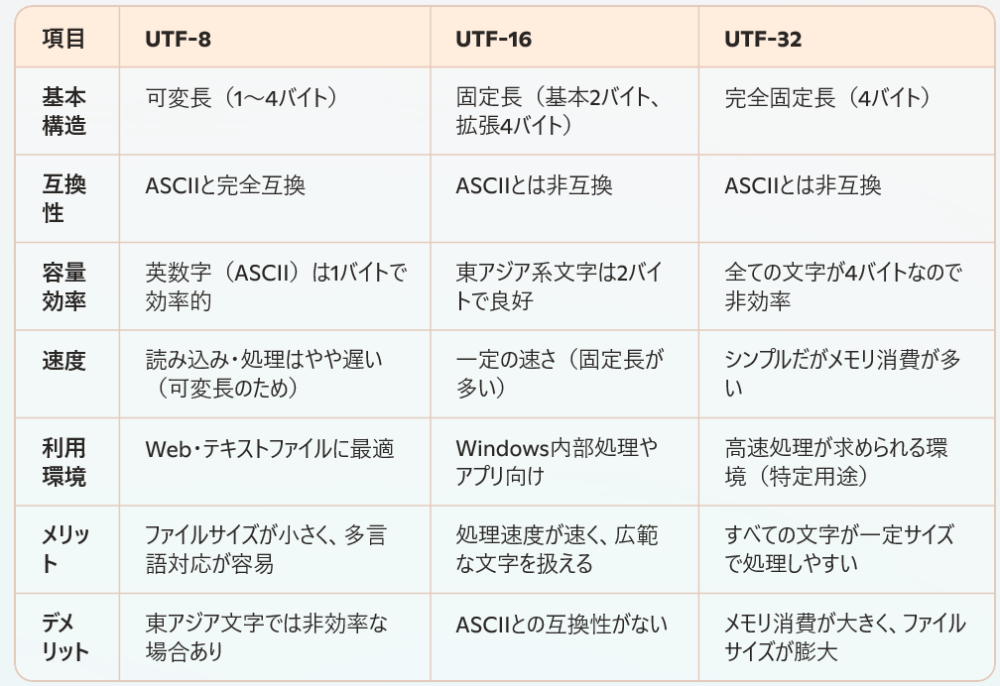 項目 UTF-8 UTF-16 UTF-32
基本構造 可変長（1～4バイト） 固定長（基本2バイト、拡張4バイト） 完全固定長（4バイト）
互換性 ASCIIと完全互換 ASCIIとは非互換 ASCIIとは非互換
容量効率 英数字（ASCII）は1バイトで効率的 東アジア系文字は2バイトで良好 全ての文字が4バイトなので非効率
速度 読み込み・処理はやや遅い（可変長のため） 一定の速さ（固定長が多い） シンプルだがメモリ消費が多い
利用環境 Web・テキストファイルに最適 Windows内部処理やアプリ向け 高速処理が求められる環境（特定用途）
メリット ファイルサイズが小さく、多言語対応が容易 処理速度が速く、広範な文字を扱える すべての文字が一定サイズで処理しやすい
デメリット 東アジア文字では非効率な場合あり ASCIIとの互換性がない メモリ消費が大きく、ファイルサイズが膨大